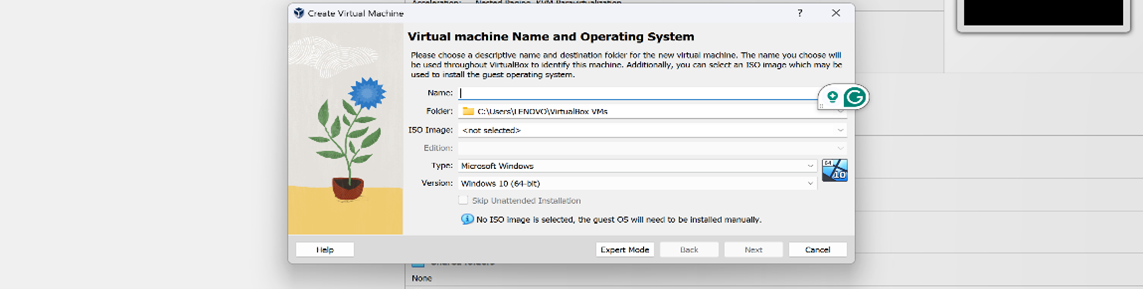 Acceleration: Nested Paging, KVM Paravirtualization
Create Virtual Machine ? ×
Virtual machine Name and Operating System
Please choose a descriptive name and destination folder for the new virtual machine. The name you choose will
be used throughout VirtualBox to identify this machine. Additionally, you can select an ISO image which may be
used to install the guest operating system.
Name:
G
Folder: C:\Users\LENOVO\VirtualBox VMs
ISO Image: <not selected>
Edition:
Type: Microsoft Windows
64
10
Version: Windows 10 (64-bit)
Skip Unattended Installation
No ISO image is selected, the guest OS will need to be installed manually.
Help Expert Mode Back Next Cancel
Shared folders
None